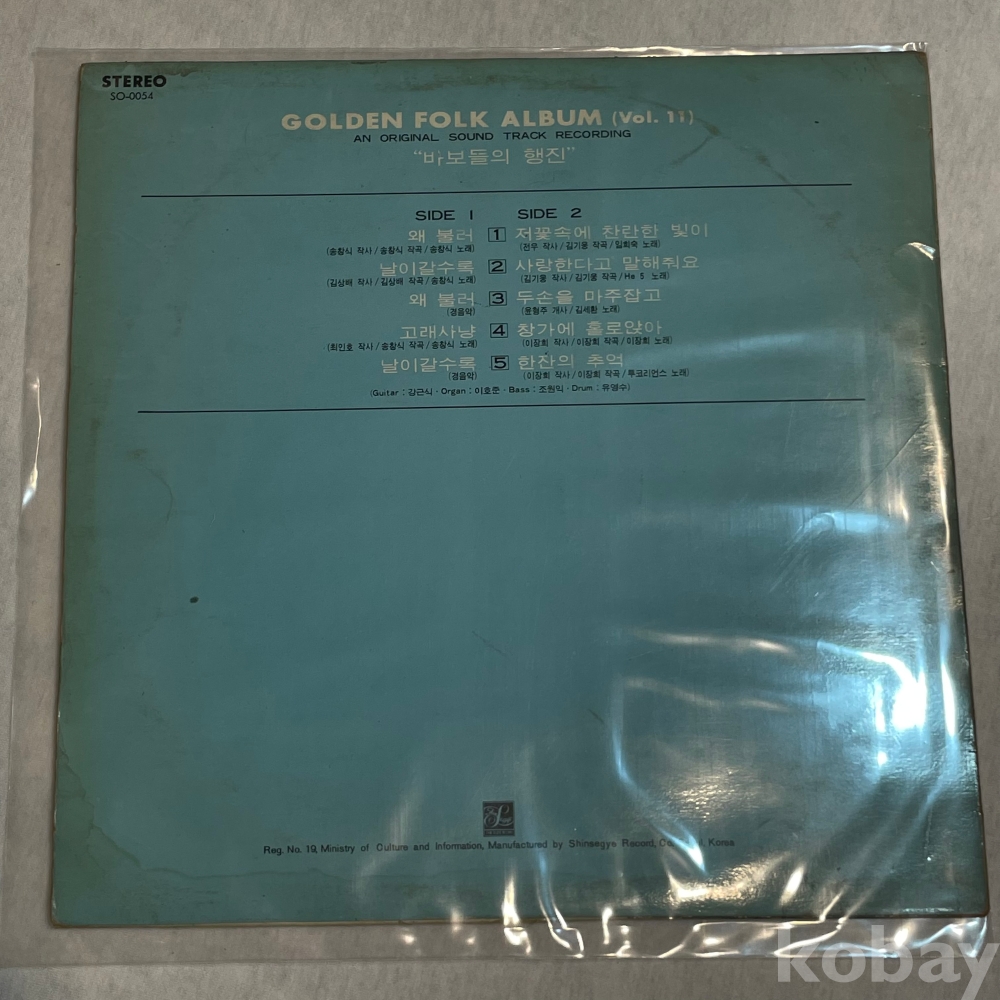 STEREO
SO-0054
GOLDEN FOLK ALBUM (Vol. 11)
AN ORIGINAL SOUND TRACK RECORDING
“바보들의 행진”
SIDE 1 SIDE 2
왜 불러 1 저꽃속에 찬란한 빛이
(송창식 작사/송창식 작곡/송창식 노래) (전우 작사/김기웅 작곡/임희숙 노래)
날이갈수록 2 사랑한다고 말해줘요
(김상배 작사/김상배 작곡/송창식 노래) (김기웅 작사/김기웅 작곡/He 5 노래)
왜 불러 3 두손을 마주잡고
(경음악) (윤형주 개사/김세환 노래)
고래사냥 4 창가에 홀로앉아
(최인호 작사/송창식 작곡/송창식 노래) (이장희 작사/이장희 작곡/이장희 노래)
날이갈수록 5 한잔의 추억
(경음악) (이장희 작사/이장희 작곡/투코리언스 노래)
(Guitar : 강근식 · Organ : 이호준 · Bass : 조원익 · Drum : 유영수)
Reg. No. 19, Ministry of Culture and Information, Manufactured by Shinsegye Record, Korea
kobay